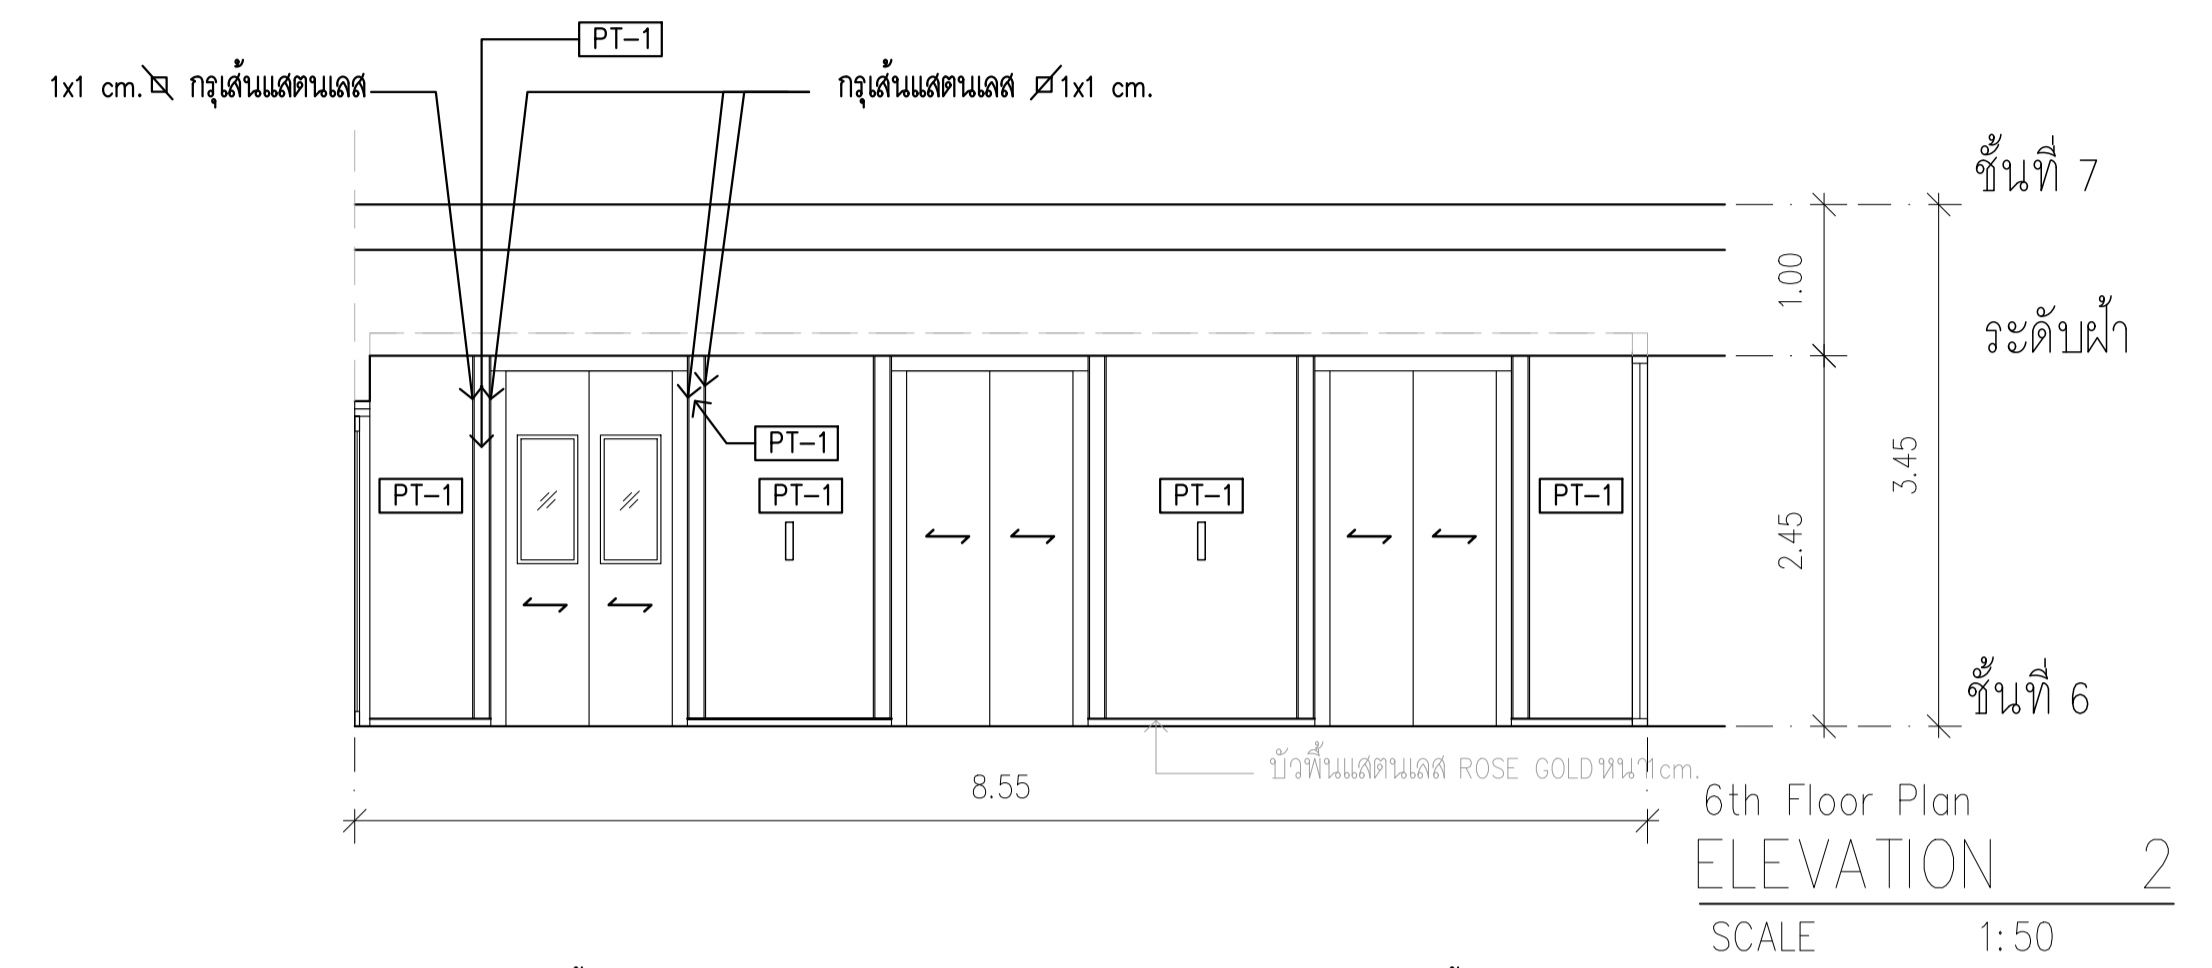 PT-1
1x1 cm. กรุเส้นแสตนเลส
กรุเส้นแสตนเลส 1x1 cm.
ชั้นที่ 7
1.00
ระดับฝ้า
PT-1
PT-1
PT-1
PT-1
PT-1
3.45
2.45
ชั้นที่ 6
บัวพื้นแสตนเลส ROSE GOLD หนา 1cm.
8.55
6th Floor Plan
ELEVATION 2
SCALE 1:50